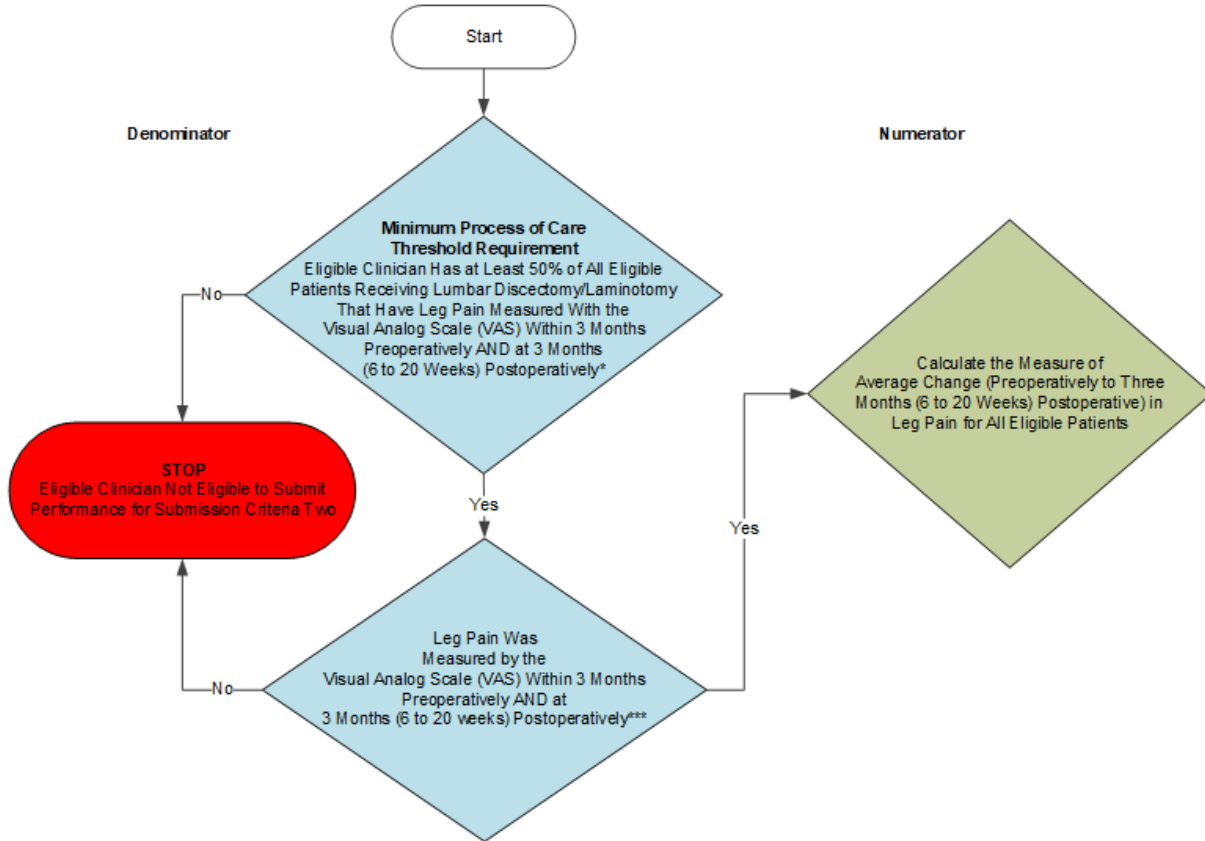 Start
Denominator
Numerator
Minimum Process of Care
Threshold Requirement
Eligible Clinician Has at Least 50% of All Eligible
Patients Receiving Lumbar Discectomy/Laminotomy
That Have Leg Pain Measured With the
Visual Analog Scale (VAS) Within 3 Months
Preoperatively AND at 3 Months
(6 to 20 Weeks) Postoperatively*
No
Calculate the Measure of
Average Change (Preoperatively to Three
Months (6 to 20 Weeks) Postoperative) in
Leg Pain for All Eligible Patients
STOP
Eligible Clinician Not Eligible to Submit
Performance for Submission Criteria Two
Yes
Yes
Leg Pain Was
Measured by the
Visual Analog Scale (VAS) Within 3 Months
Preoperatively AND at
3 Months (6 to 20 weeks) Postoperatively***
No